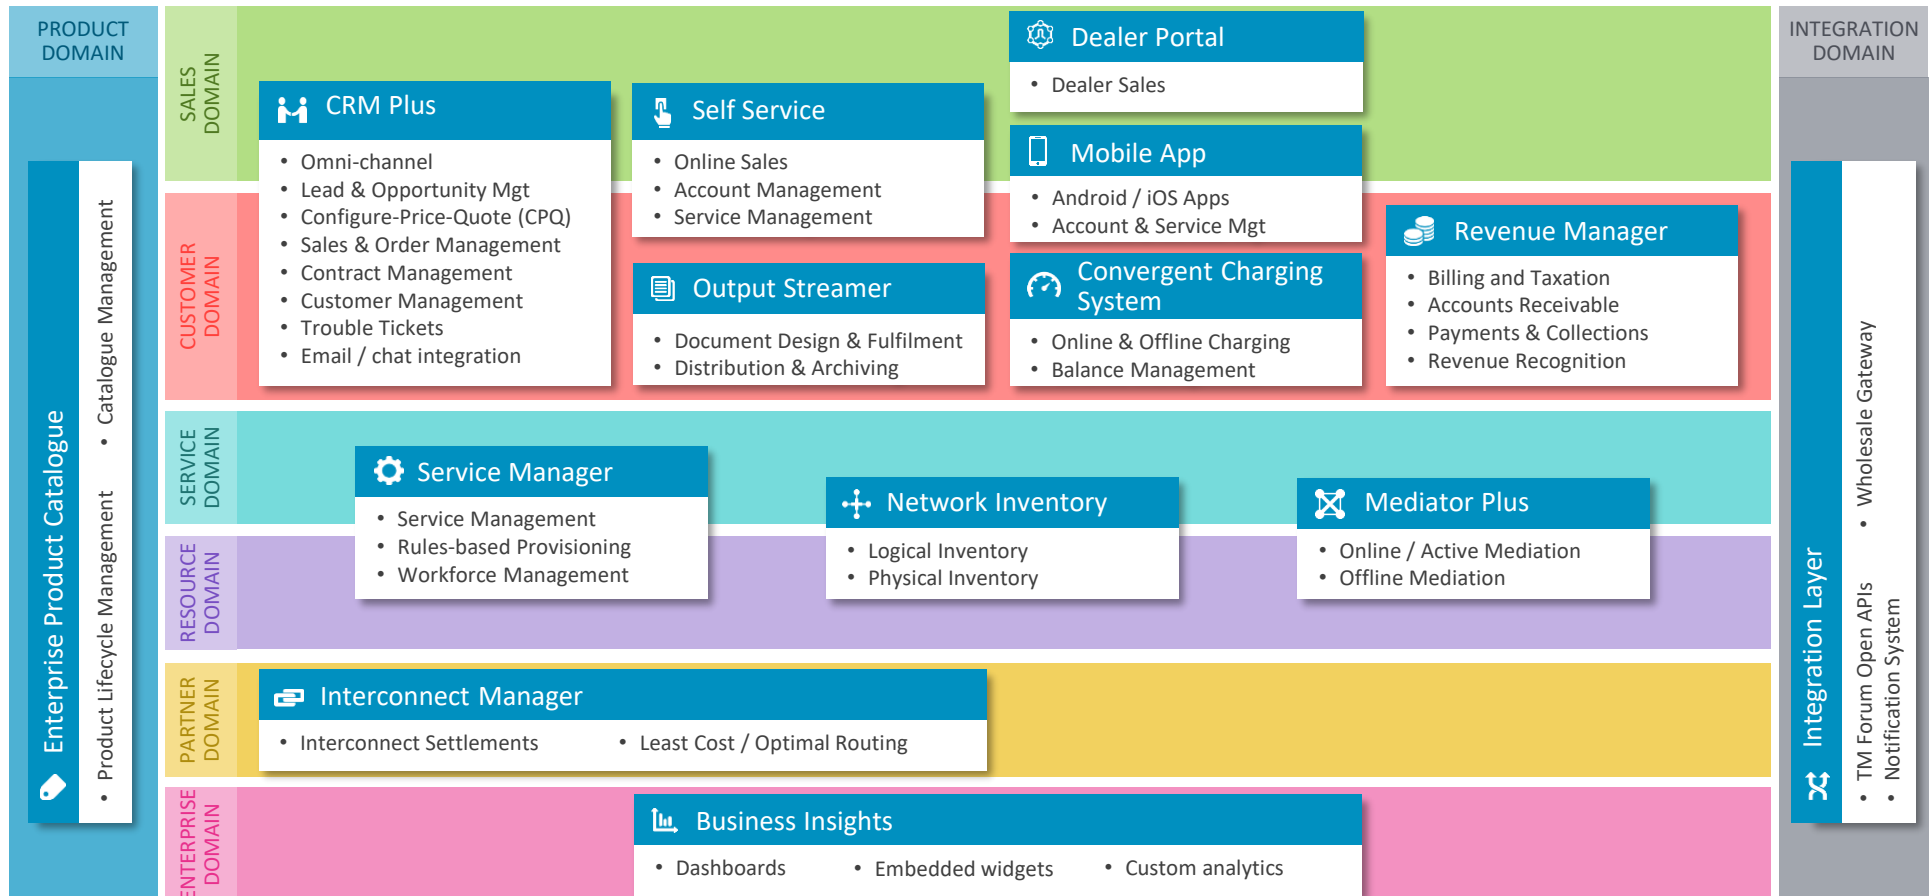 PRODUCT
DOMAIN
Enterprise Product Catalogue
• Product Lifecycle Management
• Catalogue Management
SALES
DOMAIN
CRM Plus
• Omni-channel
• Lead & Opportunity Mgt
• Configure-Price-Quote (CPQ)
• Sales & Order Management
• Contract Management
• Customer Management
• Trouble Tickets
• Email / chat integration
Self Service
• Online Sales
• Account Management
• Service Management
Dealer Portal
• Dealer Sales
Mobile App
• Android / iOS Apps
• Account & Service Mgt
CUSTOMER
DOMAIN
Output Streamer
• Document Design & Fulfilment
• Distribution & Archiving
Convergent Charging
System
• Online & Offline Charging
• Balance Management
Revenue Manager
• Billing and Taxation
• Accounts Receivable
• Payments & Collections
• Revenue Recognition
SERVICE
DOMAIN
Service Manager
• Service Management
• Rules-based Provisioning
• Workforce Management
Network Inventory
• Logical Inventory
• Physical Inventory
Mediator Plus
• Online / Active Mediation
• Offline Mediation
RESOURCE
DOMAIN
PARTNER
DOMAIN
Interconnect Manager
• Interconnect Settlements
• Least Cost / Optimal Routing
ENTERPRISE
DOMAIN
Business Insights
• Dashboards
• Embedded widgets
• Custom analytics
INTEGRATION
DOMAIN
Integration Layer
• TM Forum Open APIs
• Wholesale Gateway
• Notification System